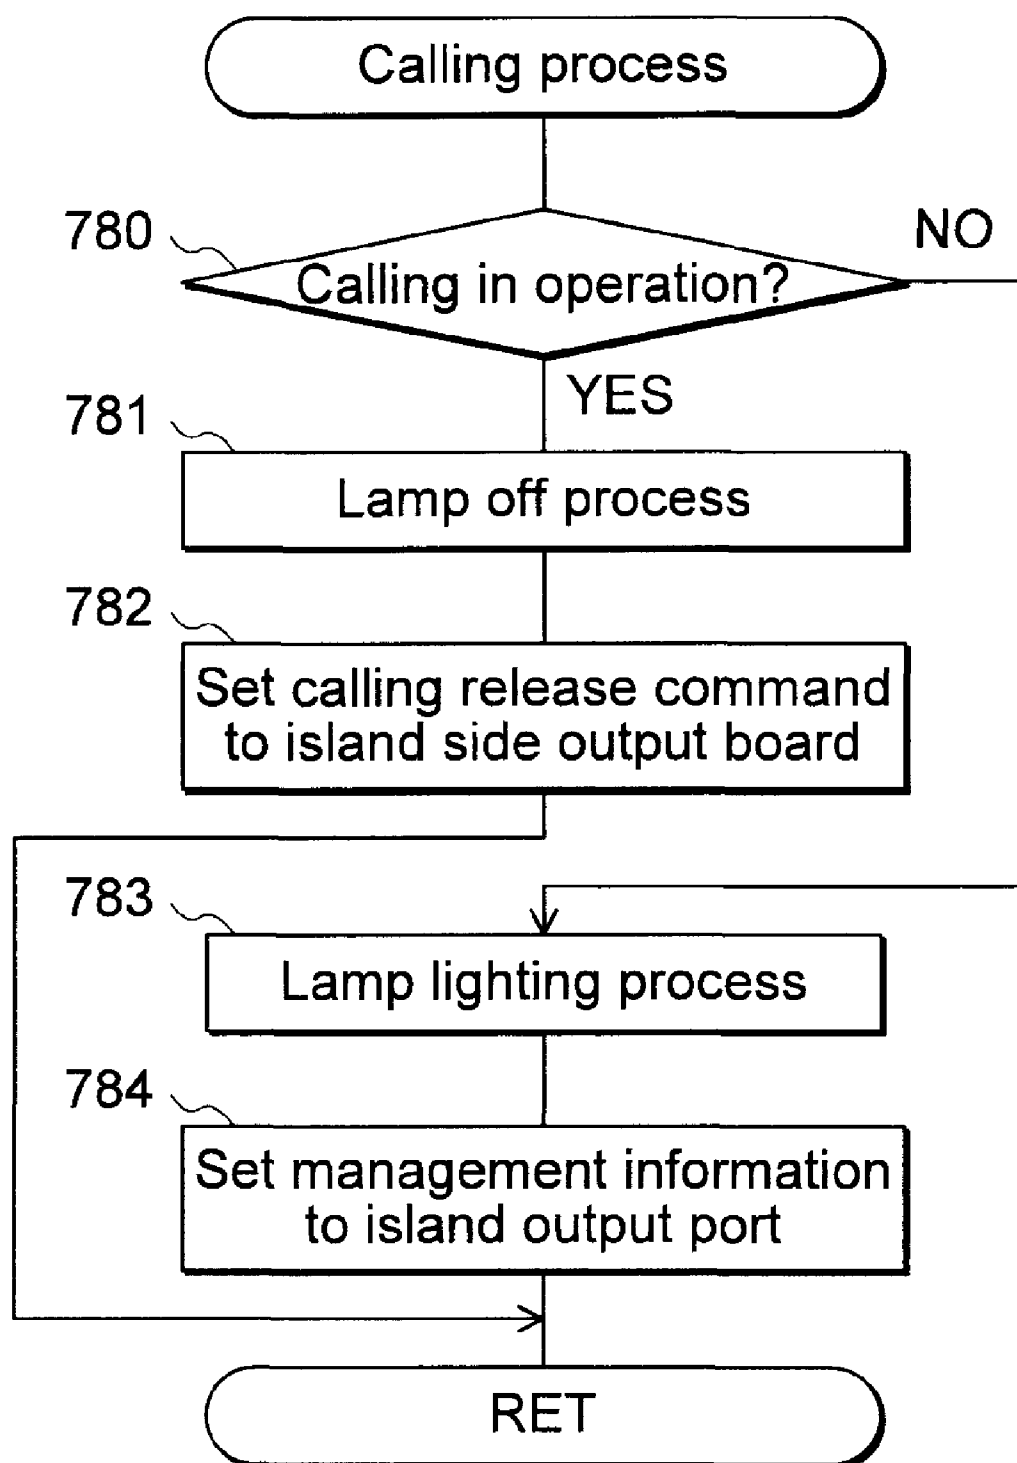 Calling process
780
NO
Calling in operation?
YES
781
Lamp off process
782
Set calling release command
to island side output board
783
Lamp lighting process
784
Set management information
to island output port
RET